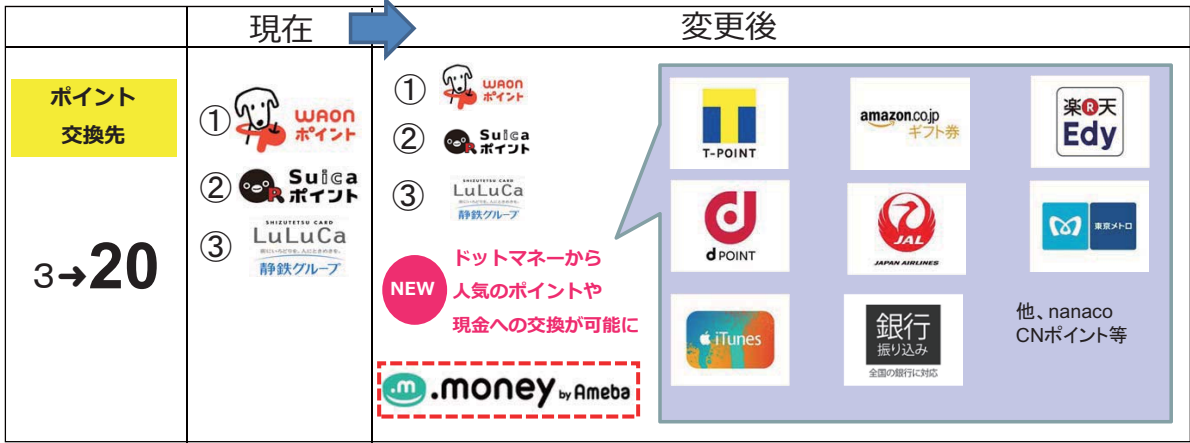 現在
変更後
ポイント
交換先
3→20
①
WAON
ポイント
②
Suica
ポイント
③
SHIZUTETSU CARD
LuLuCa
静鉄グループ
①
WAON
ポイント
②
Suica
ポイント
③
SHIZUTETSU CARD
LuLuCa
静鉄グループ
NEW
ドットマネーから
人気のポイントや
現金への交換が可能に
.m .money by Ameba
T-POINT
amazon.co.jp
ギフト券
楽天
Edy
d POINT
JAL
JAPAN AIRLINES
東京メトロ
iTunes
銀行
振り込み
全国の銀行に対応
他、nanaco
CNポイント等